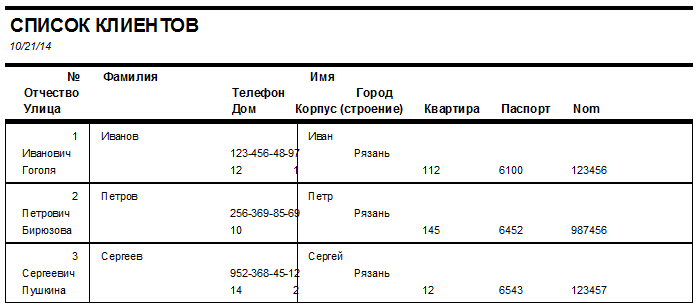 СПИСОК КЛИЕНТОВ
10/21/14
№ Фамилия Имя
Отчество Телефон Город
Улица Дом Корпус (строение) Квартира Паспорт Nom
1 Иванов Иван
Иванович 123-456-48-97 Рязань
Гоголя 12 1 112 6100 123456
2 Петров Петр
Петрович 256-369-85-69 Рязань
Бирюзова 10 145 6452 987456
3 Сергеев Сергей
Сергеевич 952-368-45-12 Рязань
Пушкина 14 2 12 6543 123457